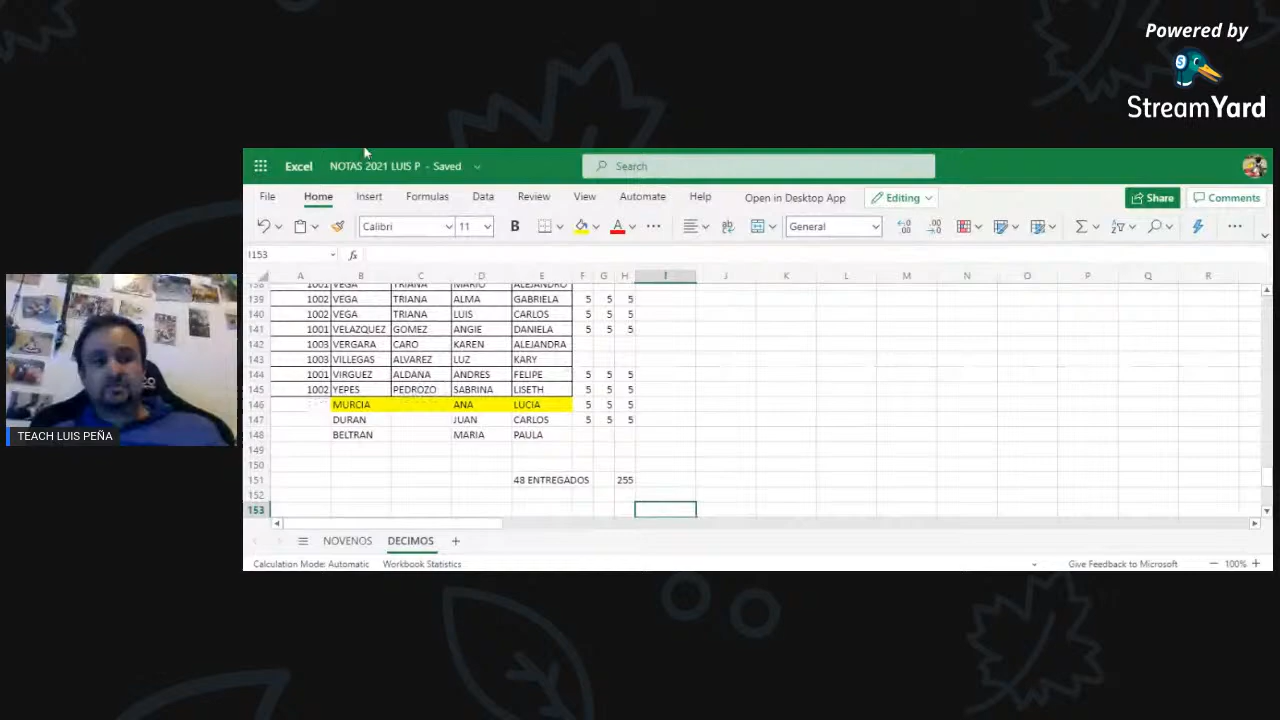 Powered by
StreamYard
Excel NOTAS 2021 LUIS P - Saved Search
File Home Insert Formulas Data Review View Automate Help Open in Desktop App Editing Share Comments
Calibri 11 B A General
I153 fx
A B C D E F G H I J K L M N O P Q R
1001 VEGA TRIANA MARIO ALEJANDRO
139 1002 VEGA TRIANA ALMA GABRIELA 5 5 5
140 1002 VEGA TRIANA LUIS CARLOS 5 5 5
141 1001 VELAZQUEZ GOMEZ ANGIE DANIELA 5 5 5
142 1003 VERGARA CARO KAREN ALEJANDRA
143 1003 VILLEGAS ALVAREZ LUZ KARY
144 1001 VIRGUEZ ALDANA ANDRES FELIPE 5 5 5
145 1002 YEPES PEDROZO SABRINA LISETH 5 5 5
146 MURCIA ANA LUCIA 5 5 5
147 DURAN JUAN CARLOS 5 5 5
148 BELTRAN MARIA PAULA
149
150
151 48 ENTREGADOS 255
152
153
TEACH LUIS PEÑA
NOVENOS DECIMOS
Calculation Mode: Automatic Workbook Statistics Give Feedback to Microsoft 100%